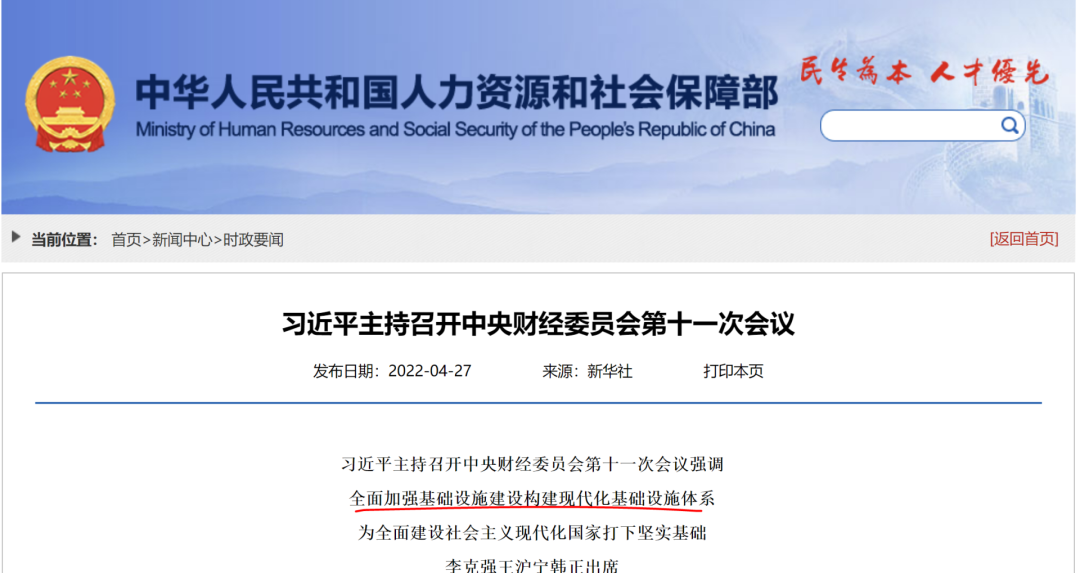 中华人民共和国人力资源和社会保障部
Ministry of Human Resources and Social Security of the People's Republic of China
民生为本 人才优先
当前位置： 首页>新闻中心>时政要闻
[返回首页]
习近平主持召开中央财经委员会第十一次会议
发布日期：2022-04-27 来源：新华社 打印本页
习近平主持召开中央财经委员会第十一次会议强调
全面加强基础设施建设构建现代化基础设施体系
为全面建设社会主义现代化国家打下坚实基础
李克强王沪宁韩正出席